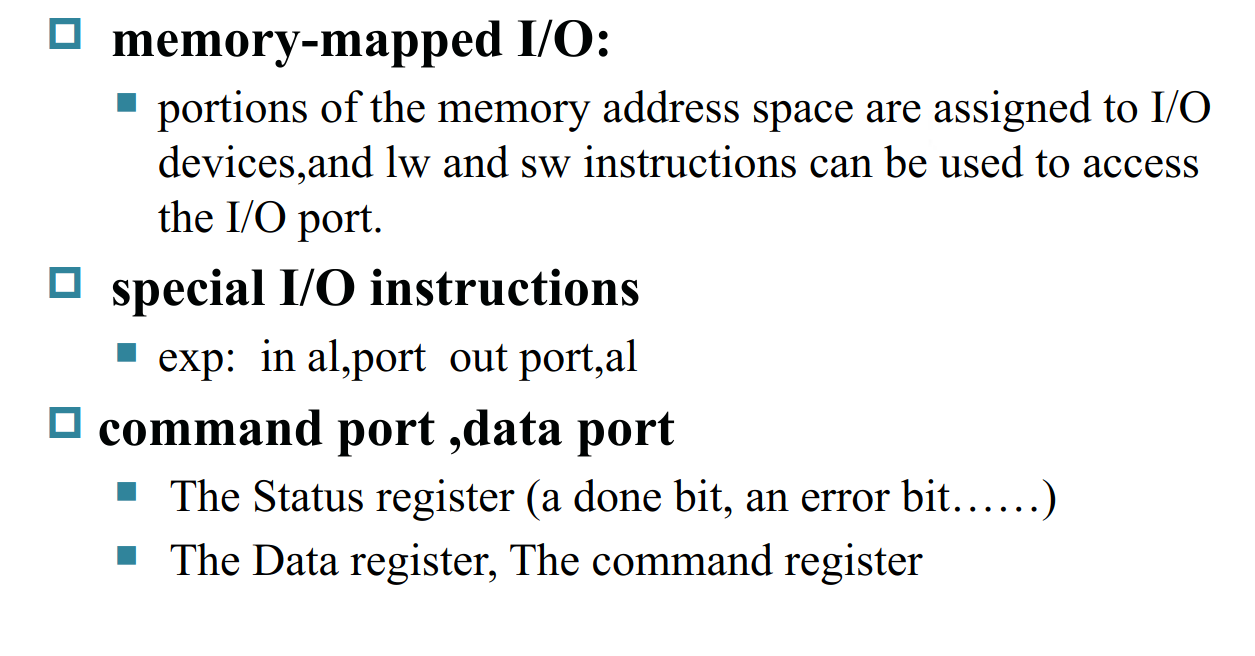 memory-mapped I/O:
portions of the memory address space are assigned to I/O
devices,and lw and sw instructions can be used to access
the I/O port.
special I/O instructions
exp: in al,port out port,al
command port ,data port
The Status register (a done bit, an error bit……)
The Data register, The command register